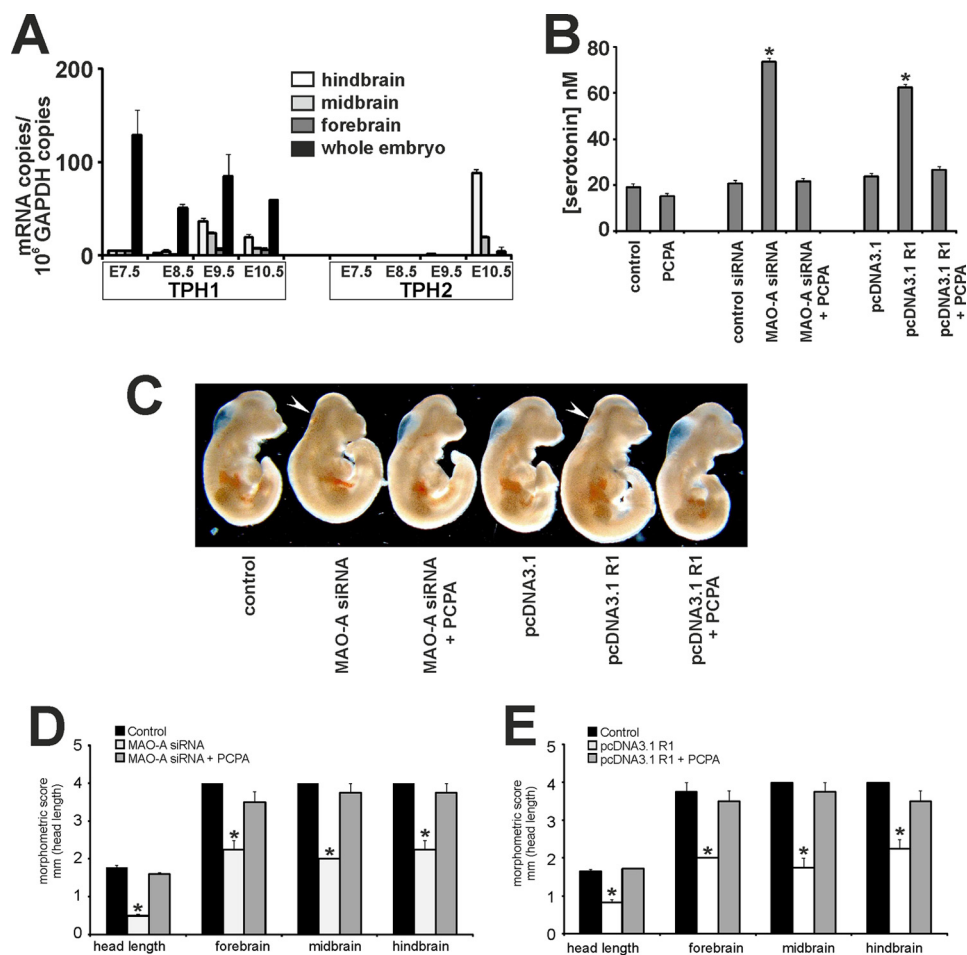 A
mRNA copies/
10⁶ GAPDH copies
200
100
0
hindbrain
midbrain
forebrain
whole embryo
E7.5 E8.5 E9.5 E10.5 E7.5 E8.5 E9.5 E10.5
TPH1 TPH2
B
[serotonin] nM
80
60
40
20
0
* *
control
PCPA
control siRNA
MAO-A siRNA
MAO-A siRNA
+ PCPA
pcDNA3.1
pcDNA3.1 R1
pcDNA3.1 R1
+ PCPA
C
control
MAO-A siRNA
MAO-A siRNA
+ PCPA
pcDNA3.1
pcDNA3.1 R1
pcDNA3.1 R1
+ PCPA
D
Control
MAO-A siRNA
MAO-A siRNA + PCPA
morphometric score
mm (head length)
5
4
3
2
1
0
* * * *
head length forebrain midbrain hindbrain
E
Control
pcDNA3.1 R1
pcDNA3.1 R1 + PCPA
morphometric score
mm (head length)
5
4
3
2
1
0
* * * *
head length forebrain midbrain hindbrain